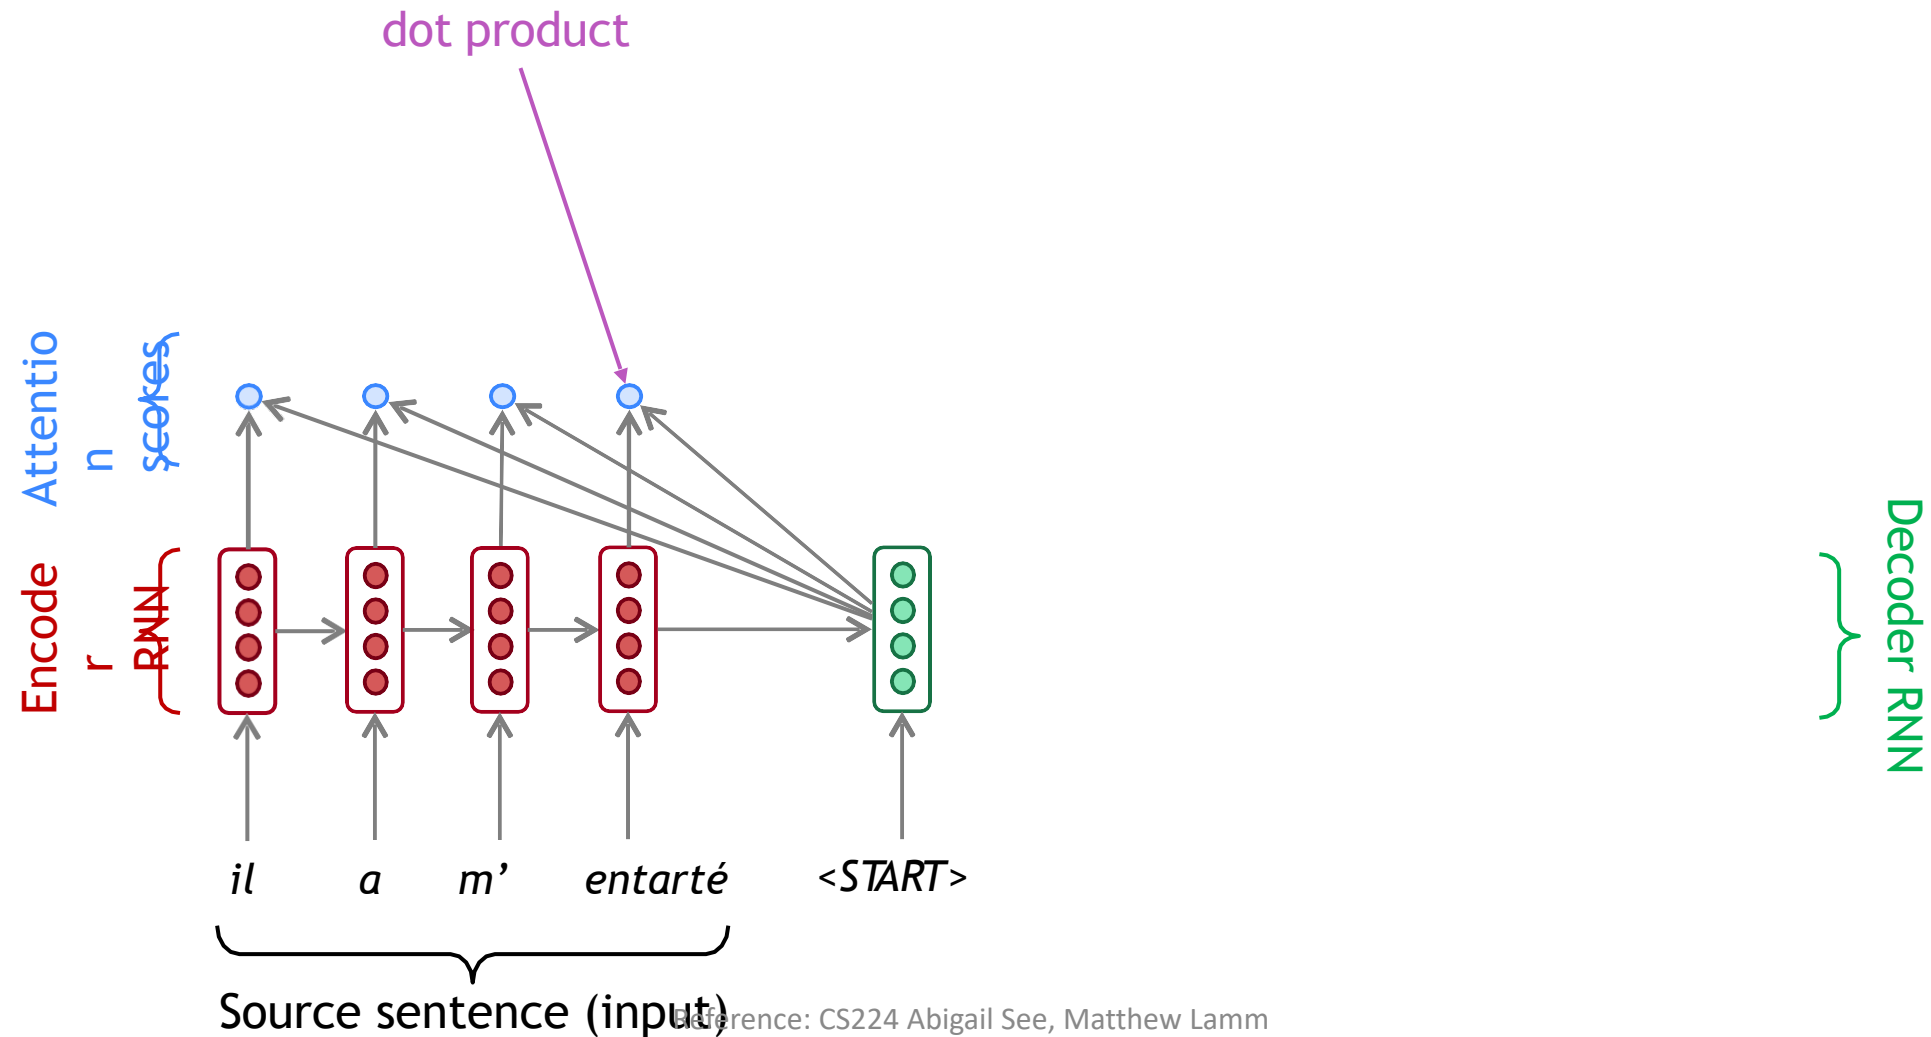 dot product
Attentio
n
scores
Encode
r
RNN
Decoder RNN
il a m’ entarté <START>
Source sentence (input)
Reference: CS224 Abigail See, Matthew Lamm